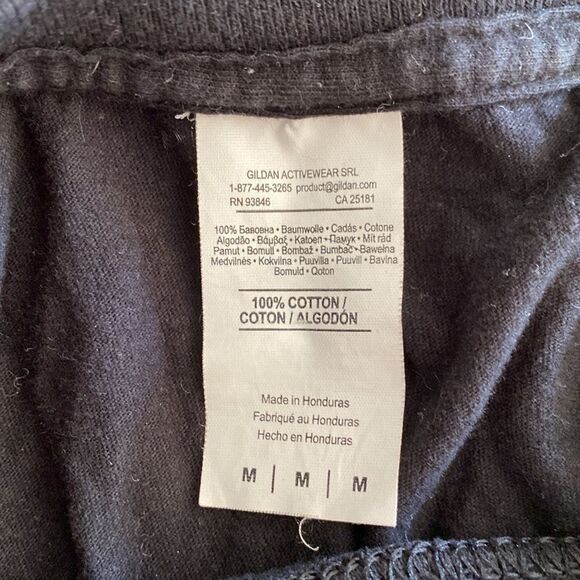 GILDAN ACTIVEWEAR SRL
1-877-445-3265 product@gildan.com
RN 93846 CA 25181
100% Бавовна • Baumwolle • Cadás • Cotone
Algodão • Βάμβαξ • Katoen • Памук • Mit rád
Pamut • Bomull • Bombaž • Bumbac • Bawełna
Medvilnės • Kokvilna • Puuvilla • Puuvill • Bavlna
Bomuld • Qoton
100% COTTON /
COTON / ALGODÓN
Made in Honduras
Fabriqué au Honduras
Hecho en Honduras
M | M | M